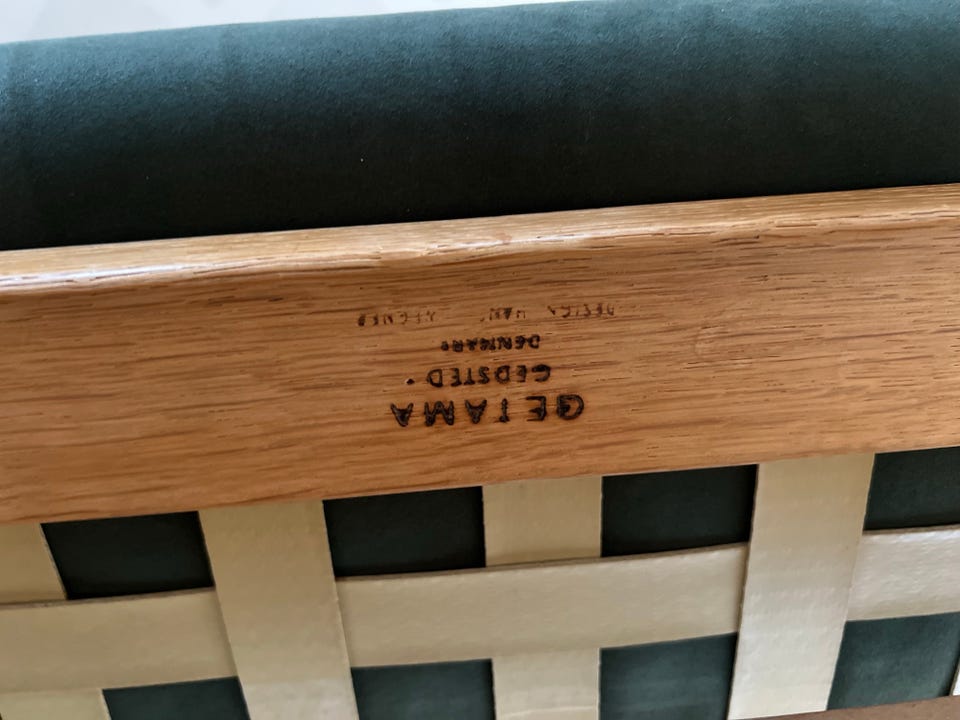 GETAMA
GEDSTED
DENMARK
DESIGN HANS WEGNER